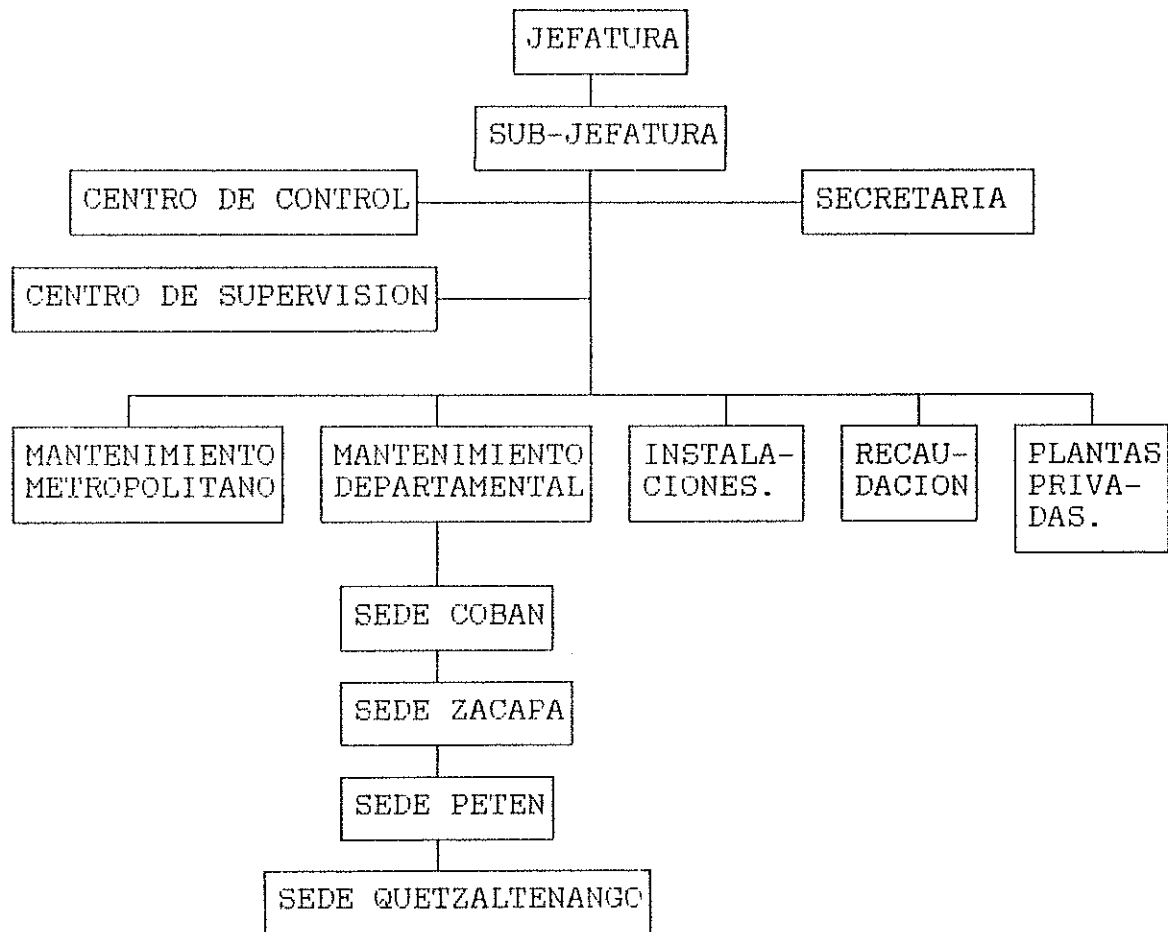 JEFATURA
SUB-JEFATURA
CENTRO DE CONTROL
SECRETARIA
CENTRO DE SUPERVISION
MANTENIMIENTO
METROPOLITANO
MANTENIMIENTO
DEPARTAMENTAL
INSTALA-
CIONES.
RECAU-
DACION
PLANTAS
PRIVA-
DAS.
SEDE COBAN
SEDE ZACAPA
SEDE PETEN
SEDE QUETZALTENANGO